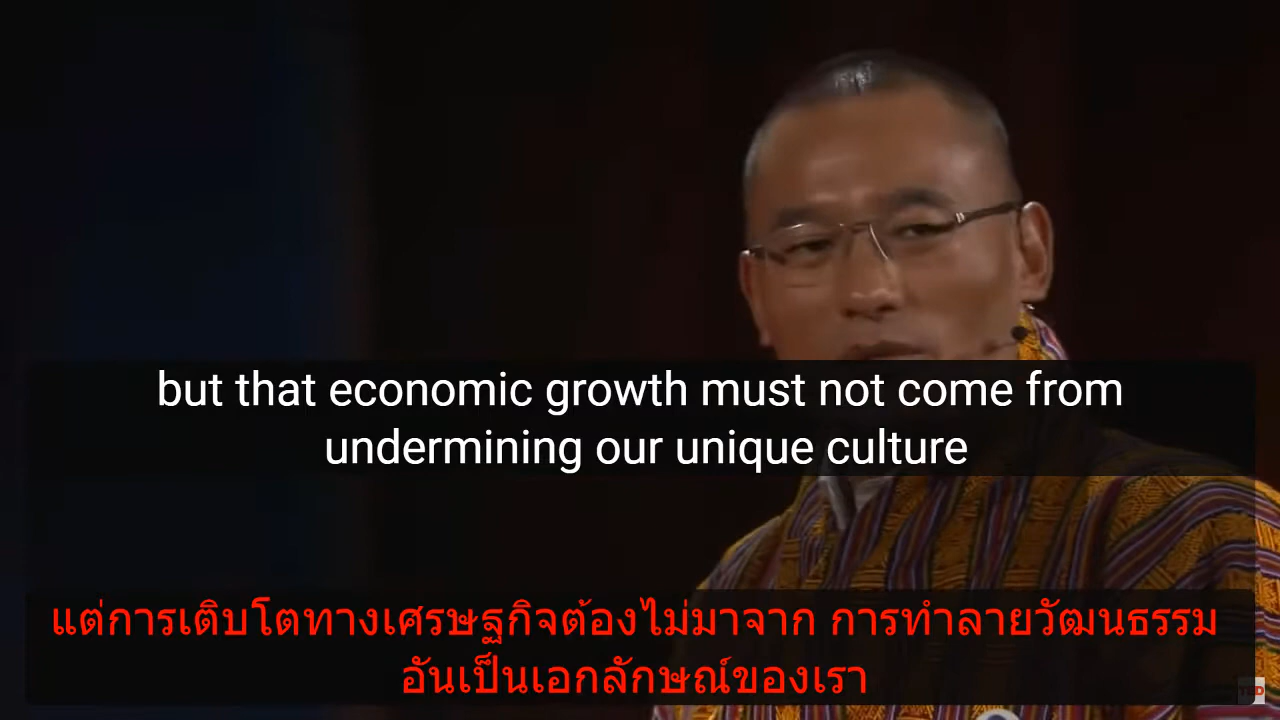 but that economic growth must not come from
undermining our unique culture
แต่การเติบโตทางเศรษฐกิจต้องไม่มาจาก การทำลายวัฒนธรรม
อันเป็นเอกลักษณ์ของเรา
TED